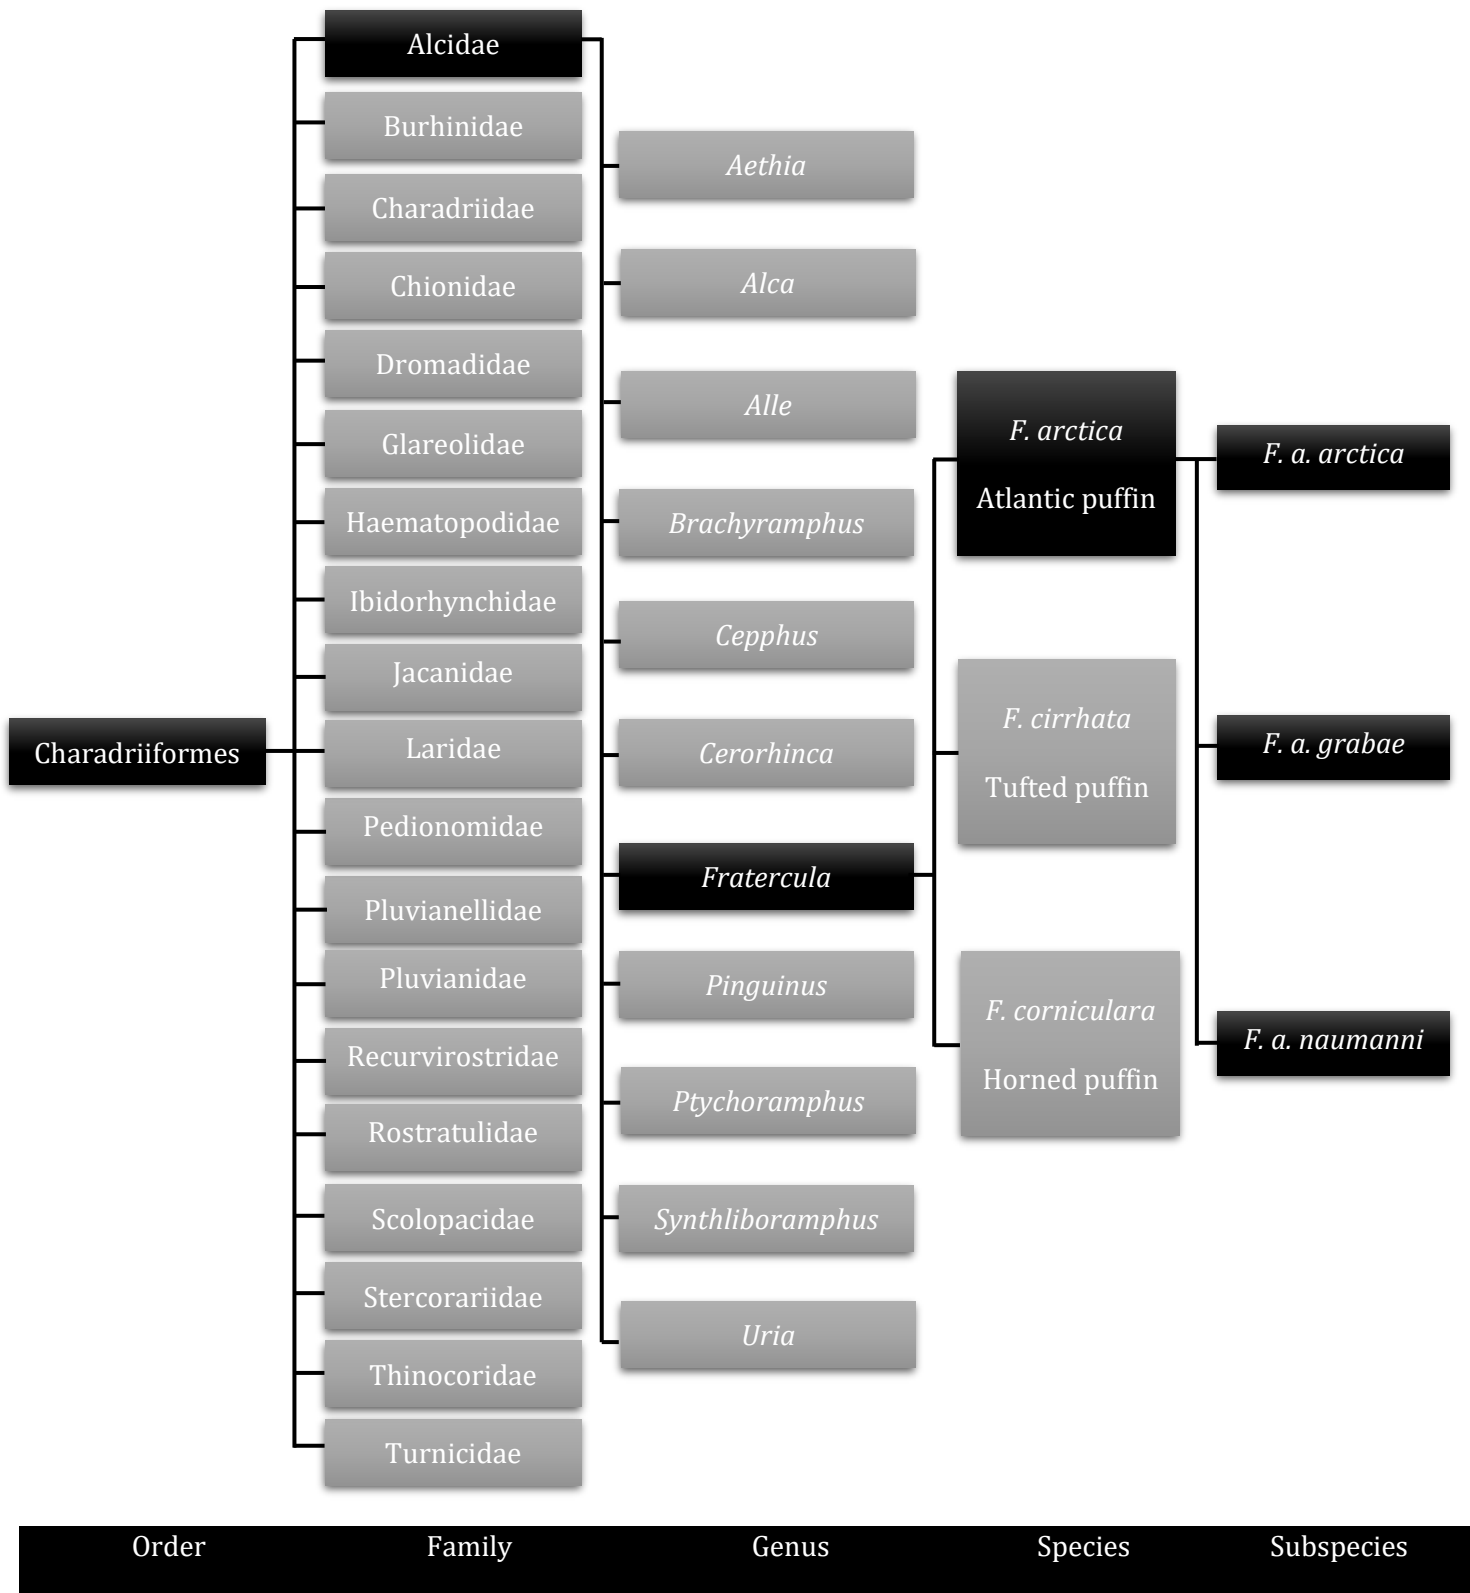 Charadriiformes
Alcidae
Burhinidae
Charadriidae
Chionidae
Dromadidae
Glareolidae
Haematopodidae
Ibidorhynchidae
Jacanidae
Laridae
Pedionomidae
Pluvianellidae
Pluvianidae
Recurvirostridae
Rostratulidae
Scolopacidae
Stercorariidae
Thinocoridae
Turnicidae
Aethia
Alca
Alle
Brachyramphus
Cepphus
Cerorhinca
Fratercula
Pinguinus
Ptychoramphus
Synthliboramphus
Uria
F. arctica
Atlantic puffin
F. cirrhata
Tufted puffin
F. corniculara
Horned puffin
F. a. arctica
F. a. grabae
F. a. naumanni
Order Family Genus Species Subspecies